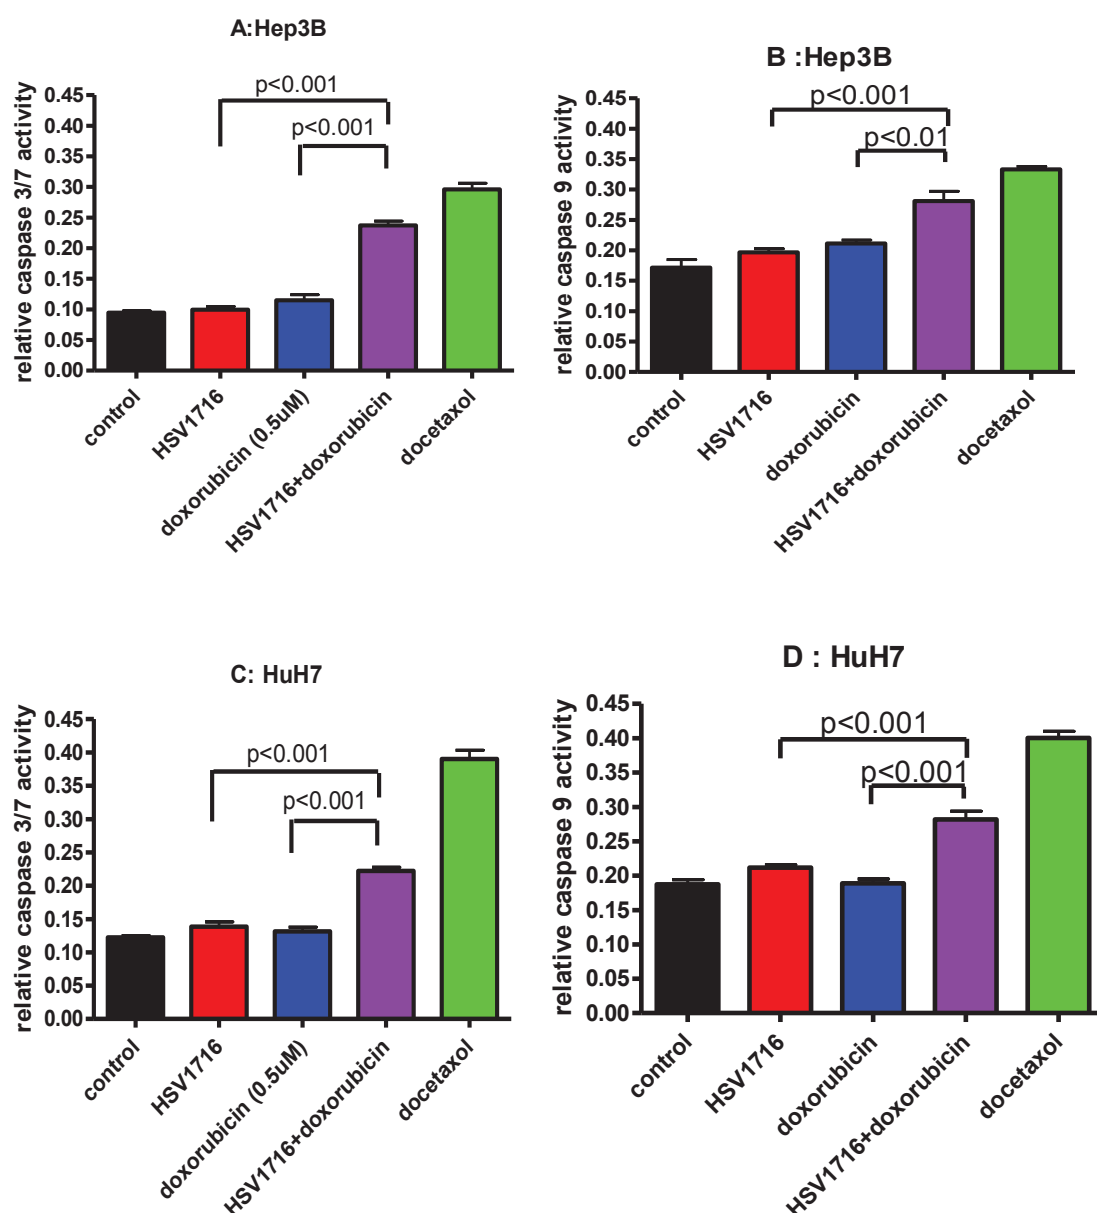 A:Hep3B
relative caspase 3/7 activity
0.45
0.40
0.35
0.30
0.25
0.20
0.15
0.10
0.05
0.00
p<0.001
p<0.001
control
HSV1716
doxorubicin (0.5uM)
HSV1716+doxorubicin
docetaxol
B :Hep3B
relative caspase 9 activity
0.45
0.40
0.35
0.30
0.25
0.20
0.15
0.10
0.05
0.00
p<0.001
p<0.01
control
HSV1716
doxorubicin
HSV1716+doxorubicin
docetaxol
C: HuH7
relative caspase 3/7 activity
0.45
0.40
0.35
0.30
0.25
0.20
0.15
0.10
0.05
0.00
p<0.001
p<0.001
control
HSV1716
doxorubicin (0.5uM)
HSV1716+doxorubicin
docetaxol
D : HuH7
relative caspase 9 activity
0.45
0.40
0.35
0.30
0.25
0.20
0.15
0.10
0.05
0.00
p<0.001
p<0.001
control
HSV1716
doxorubicin
HSV1716+doxorubicin
docetaxol